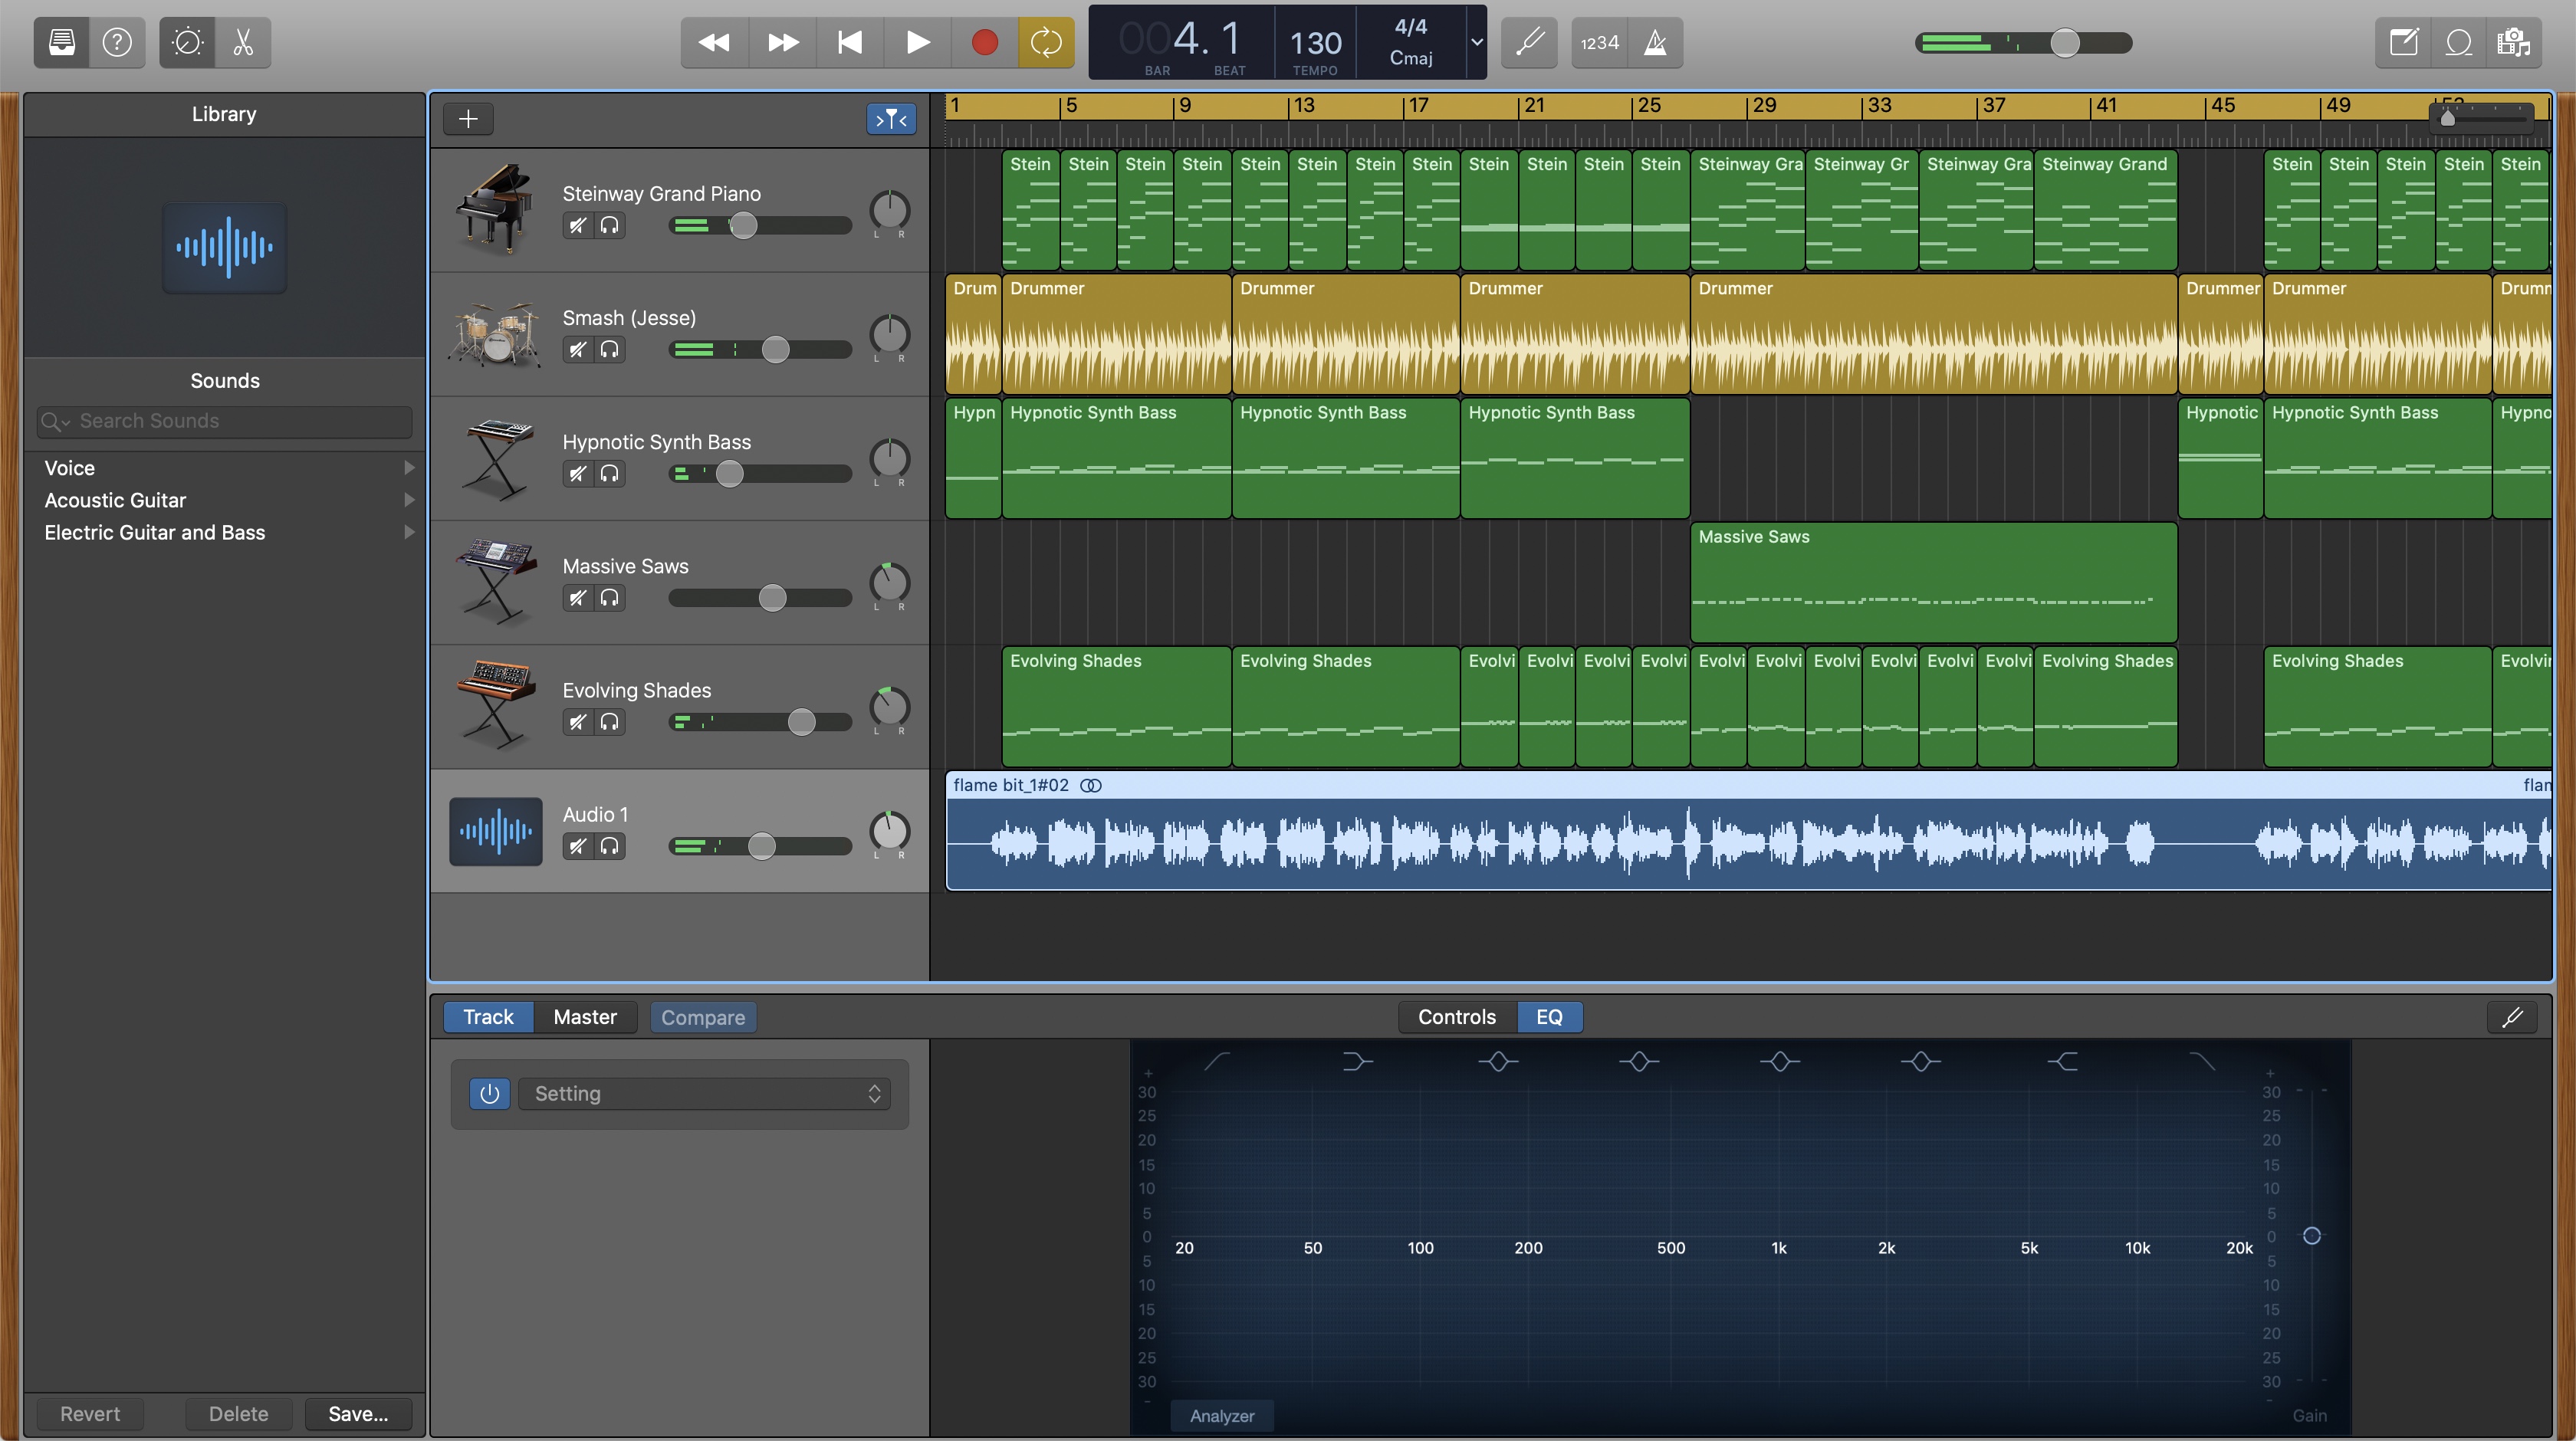 004. 1
BAR BEAT
130
TEMPO
4/4
Cmaj
1234
Library
Sounds
Search Sounds
Voice
Acoustic Guitar
Electric Guitar and Bass
Revert Delete Save...
1 5 9 13 17 21 25 29 33 37 41 45 49
Steinway Grand Piano
L R
Stein Stein Stein Stein Stein Stein Stein Stein Stein Stein Stein Stein Steinway Gra Steinway Gr Steinway Gra Steinway Grand Stein Stein Stein Stein Stein
Smash (Jesse)
L R
Drum Drummer Drummer Drummer Drummer Drummer Drummer Drumm
Hypnotic Synth Bass
L R
Hypn Hypnotic Synth Bass Hypnotic Synth Bass Hypnotic Synth Bass Hypnotic Hypnotic Synth Bass Hypno
Massive Saws
L R
Massive Saws
Evolving Shades
L R
Evolving Shades Evolving Shades Evolvi Evolvi Evolvi Evolvi Evolvi Evolvi Evolvi Evolvi Evolvi Evolvi Evolving Shades Evolving Shades Evolvi
Audio 1
L R
flame bit_1#02 flam
Track Master Compare Controls EQ
Setting
+ +
30 30
25 25
20 20
15 15
10 10
5 5
0 0
20 50 100 200 500 1k 2k 5k 10k 20k
5 5
10 10
15 15
20 20
25 25
30 30
- -
Analyzer Gain